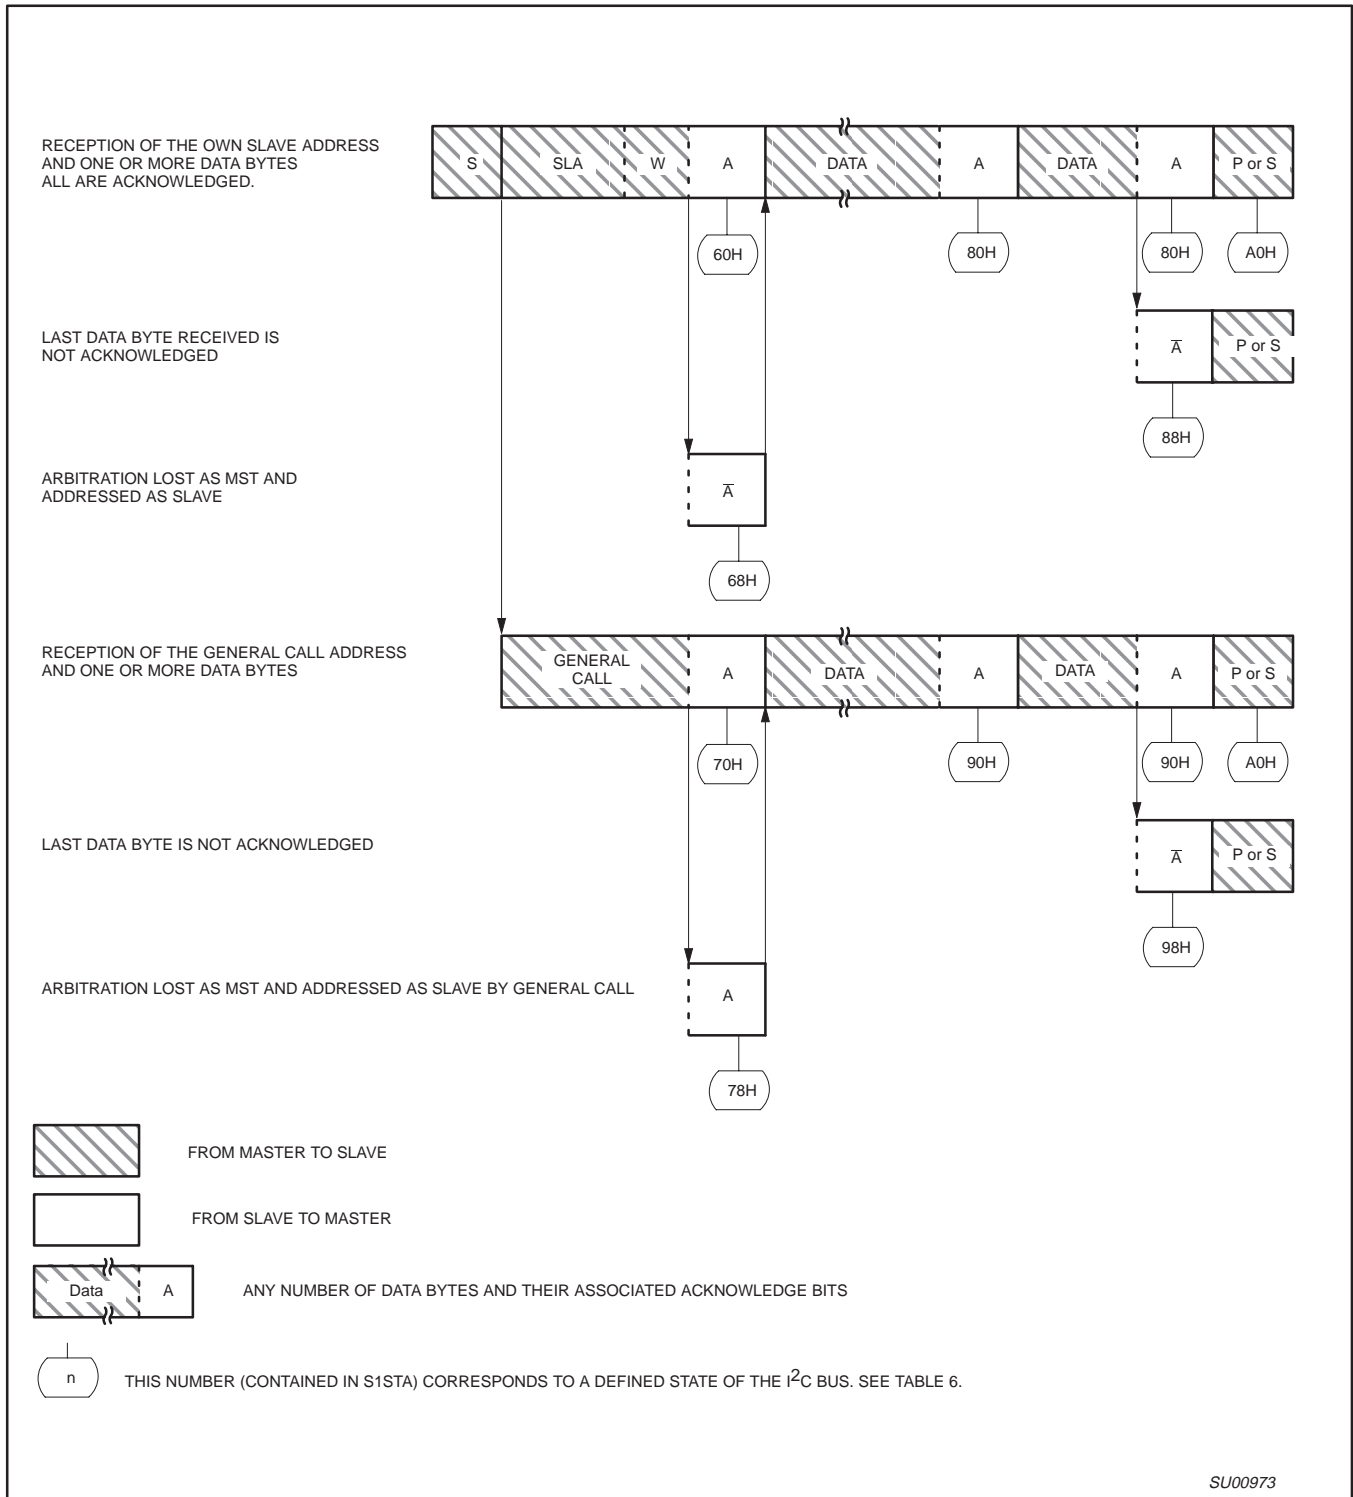 RECEPTION OF THE OWN SLAVE ADDRESS
AND ONE OR MORE DATA BYTES
ALL ARE ACKNOWLEDGED.
S SLA W A DATA A DATA A P or S
60H 80H 80H A0H
LAST DATA BYTE RECEIVED IS
NOT ACKNOWLEDGED
A̅ P or S
88H
ARBITRATION LOST AS MST AND
ADDRESSED AS SLAVE
A̅
68H
RECEPTION OF THE GENERAL CALL ADDRESS
AND ONE OR MORE DATA BYTES
GENERAL
CALL
A DATA A DATA A P or S
70H 90H 90H A0H
LAST DATA BYTE IS NOT ACKNOWLEDGED
A̅ P or S
98H
ARBITRATION LOST AS MST AND ADDRESSED AS SLAVE BY GENERAL CALL
A
78H
FROM MASTER TO SLAVE
FROM SLAVE TO MASTER
Data A
ANY NUMBER OF DATA BYTES AND THEIR ASSOCIATED ACKNOWLEDGE BITS
n
THIS NUMBER (CONTAINED IN S1STA) CORRESPONDS TO A DEFINED STATE OF THE I²C BUS. SEE TABLE 6.
SU00973